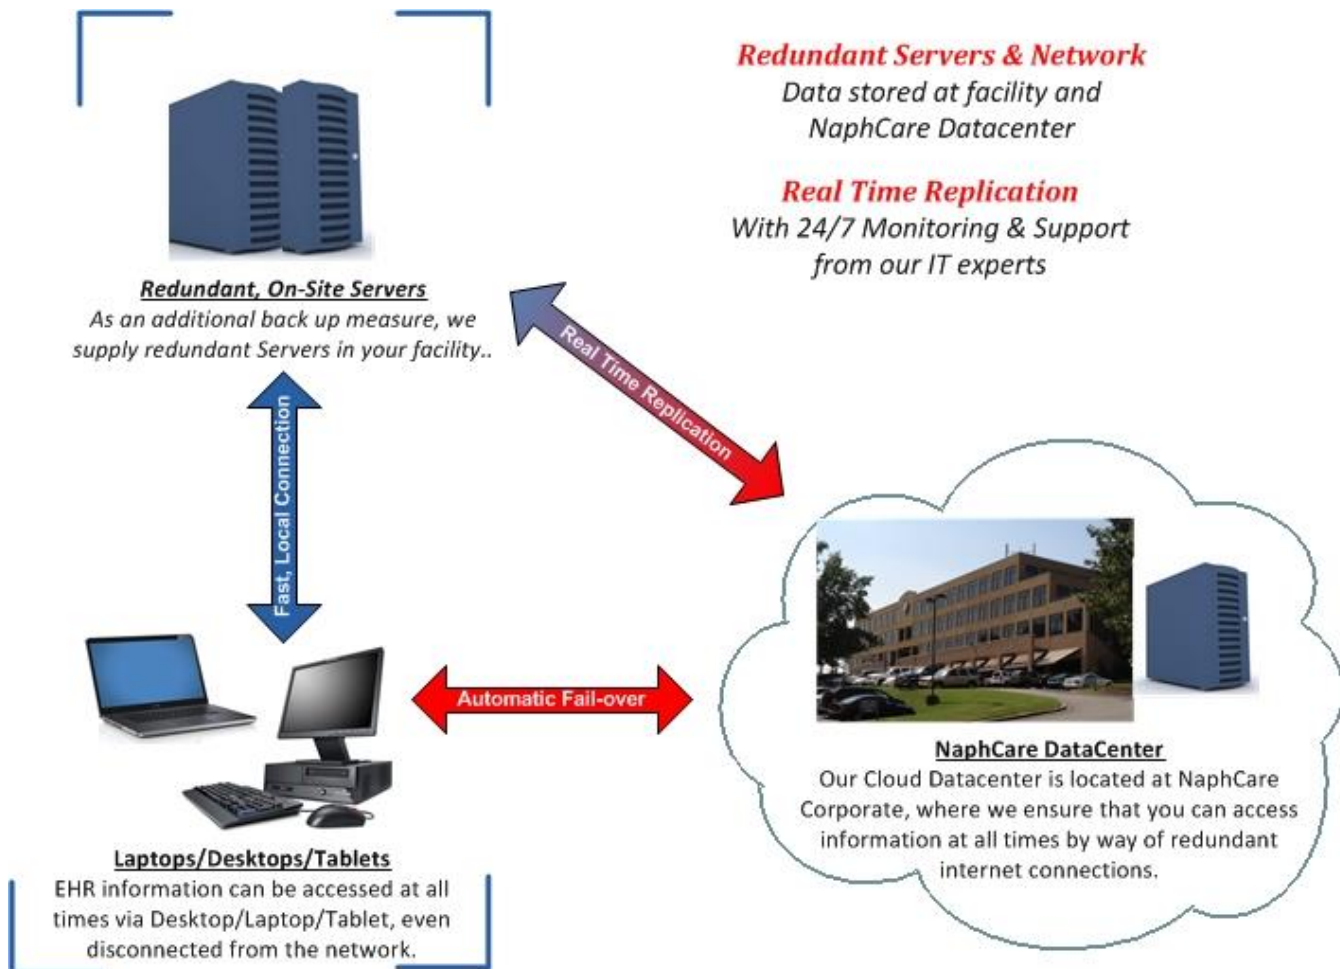 Redundant Servers & Network
Data stored at facility and
NaphCare Datacenter
Real Time Replication
With 24/7 Monitoring & Support
from our IT experts
Redundant, On-Site Servers
As an additional back up measure, we
supply redundant Servers in your facility..
Real Time Replication
Fast, Local Connection
Automatic Fail-over
NaphCare DataCenter
Our Cloud Datacenter is located at NaphCare
Corporate, where we ensure that you can access
information at all times by way of redundant
internet connections.
Laptops/Desktops/Tablets
EHR information can be accessed at all
times via Desktop/Laptop/Tablet, even
disconnected from the network.